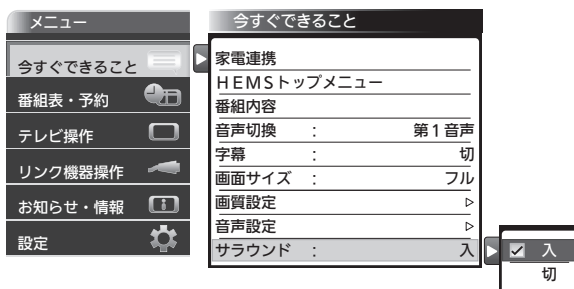 メニュー
今すぐできること
番組表・予約
テレビ操作
リンク機器操作
お知らせ・情報
設定
今すぐできること
家電連携
HEMSトップメニュー
番組内容
音声切換 : 第1音声
字幕 : 切
画面サイズ : フル
画質設定 ▷
音声設定 ▷
サラウンド : 入
入
切